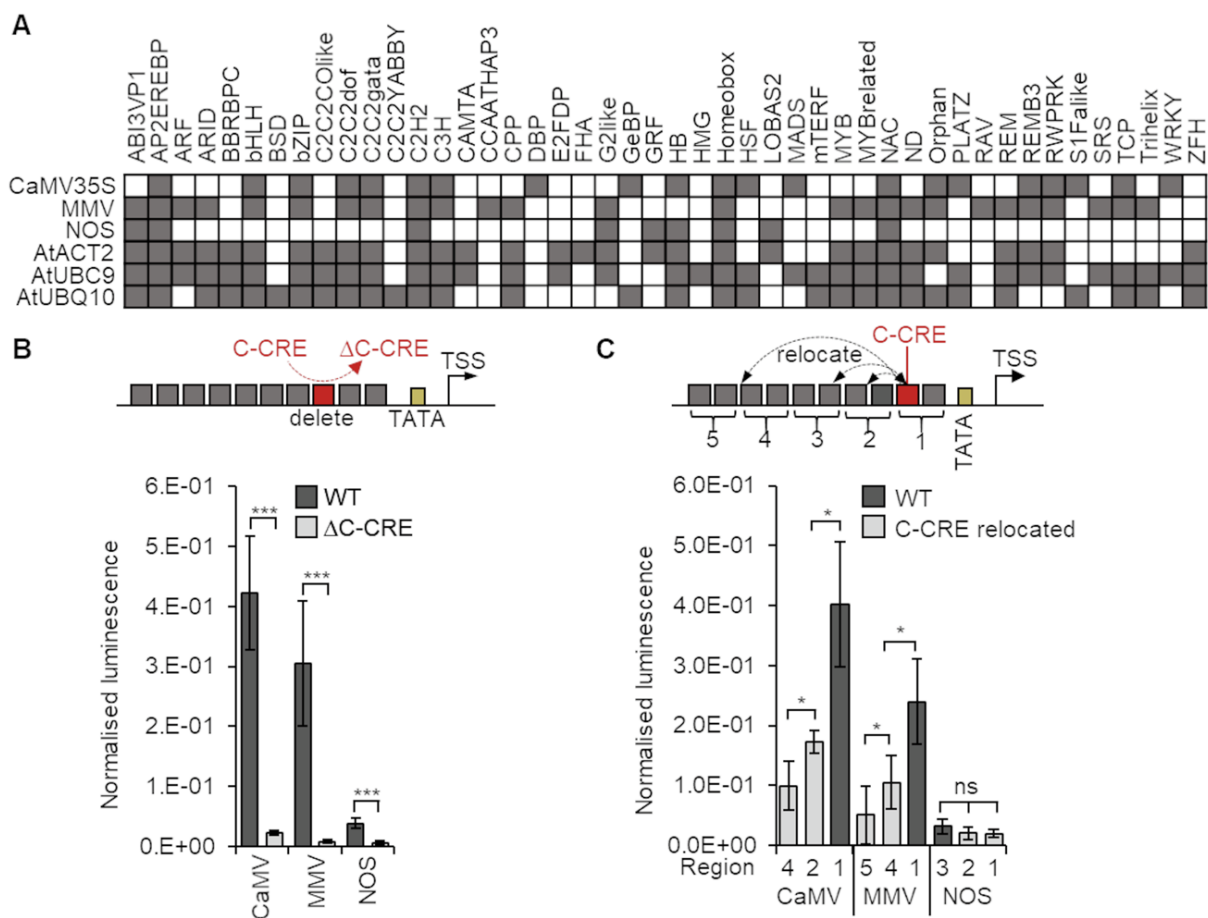 A
ABI3VP1
AP2EREBP
ARF
ARID
BBRBPC
bHLH
BSD
bZIP
C2C2COlike
C2C2dof
C2C2gata
C2C2YABBY
C2H2
C3H
CAMTA
CCAATHAP3
CPP
DBP
E2FDP
FHA
G2like
GeBP
GRF
HB
HMG
Homeobox
HSF
LOBAS2
MADS
mTERF
MYB
MYBrelated
NAC
ND
Orphan
PLATZ
RAV
REM
REMB3
RWPRK
S1Falike
SRS
TCP
Trihelix
WRKY
ZFH
CaMV35S
MMV
NOS
AtACT2
AtUBC9
AtUBQ10
B
C-CRE ΔC-CRE
TSS
delete TATA
6.E-01
5.E-01
4.E-01
3.E-01
2.E-01
1.E-01
0.E+00
Normalised luminescence
WT
ΔC-CRE
***
***
***
CaMV
MMV
NOS
C
C-CRE
relocate
TSS
5 4 3 2 1
TATA
6.0E-01
5.0E-01
4.0E-01
3.0E-01
2.0E-01
1.0E-01
0.0E+00
Normalised luminescence
WT
C-CRE relocated
*
*
*
*
ns
Region 4 2 1 5 4 1 3 2 1
CaMV MMV NOS